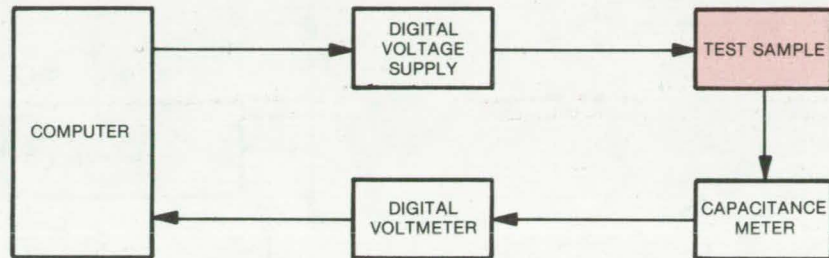 COMPUTER
DIGITAL
VOLTAGE
SUPPLY
TEST SAMPLE
DIGITAL
VOLTMETER
CAPACITANCE
METER